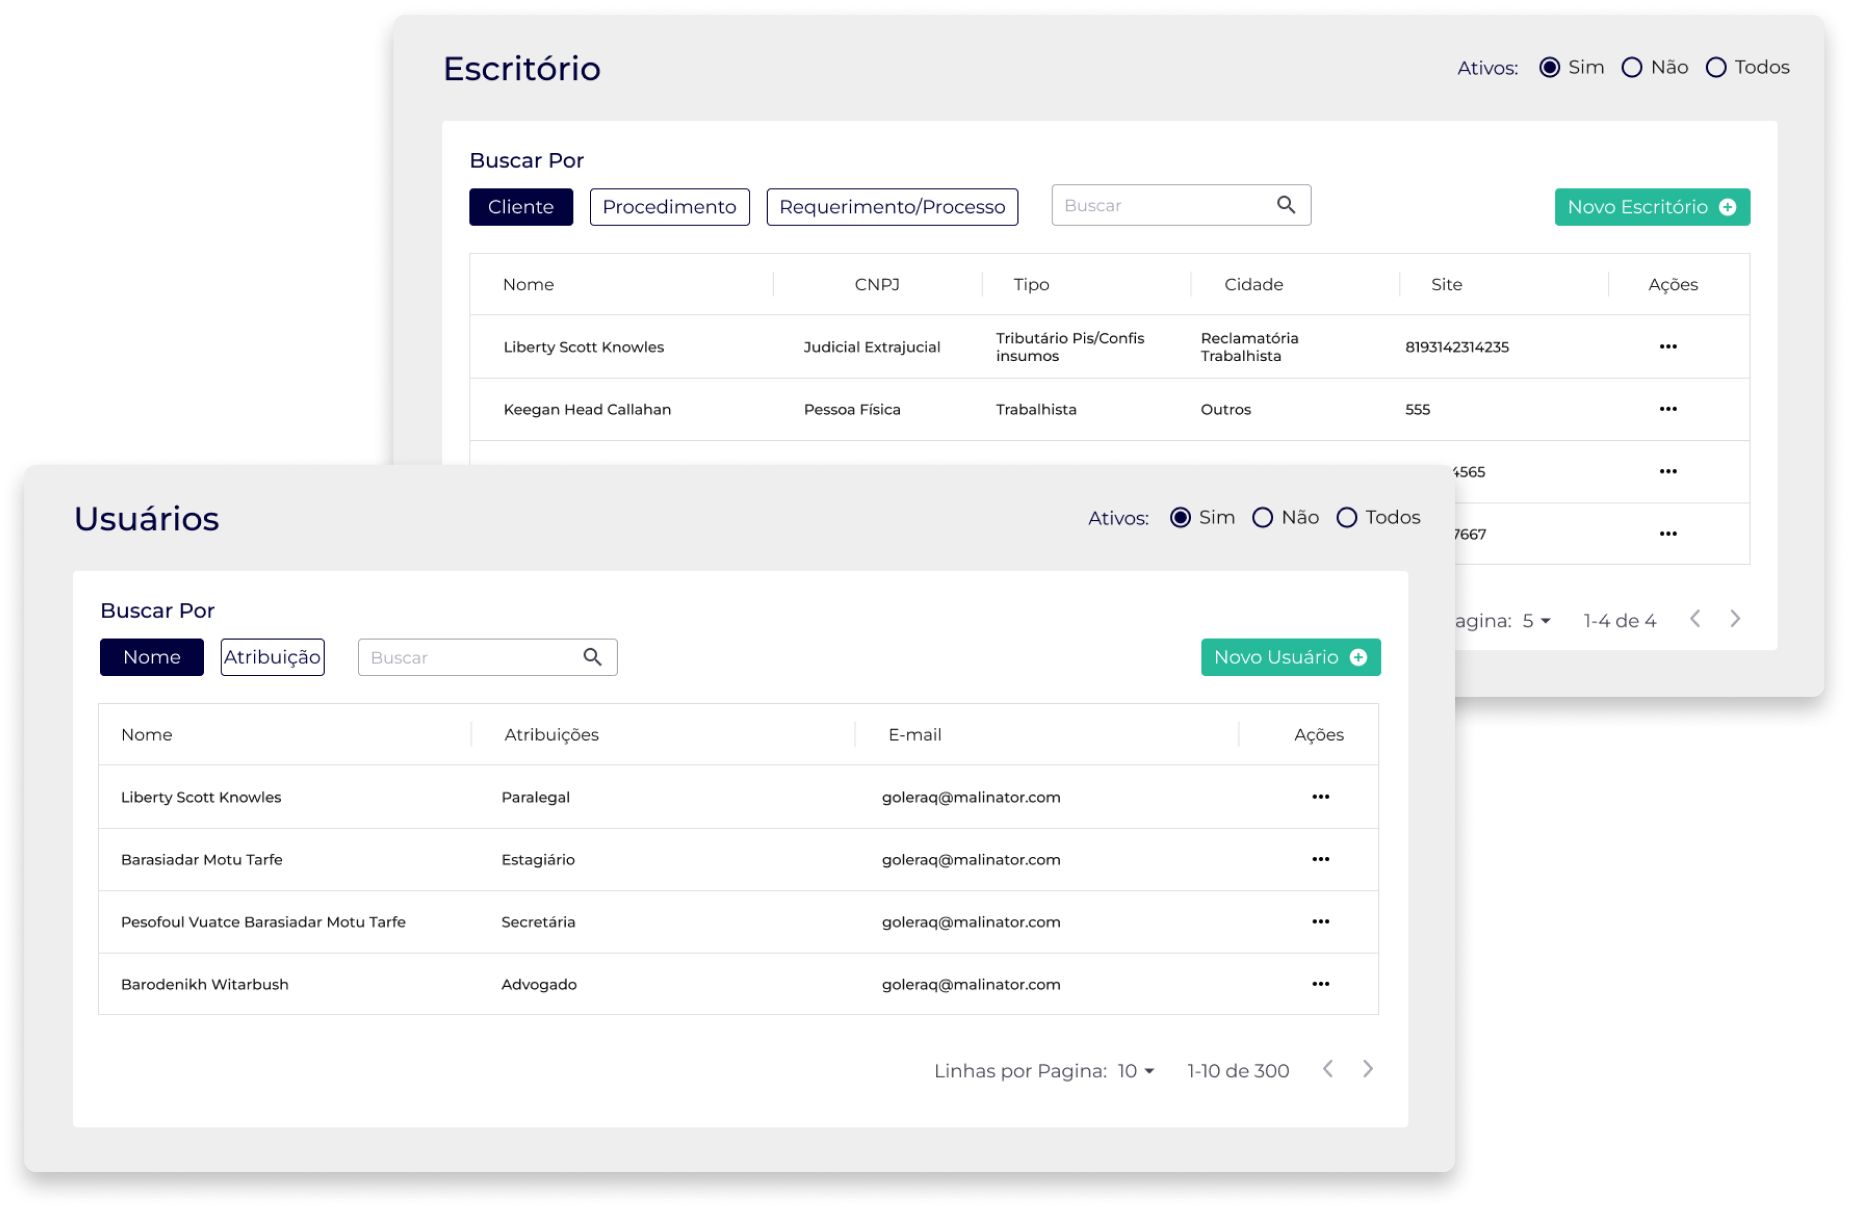 Escritório
Ativos: Sim Não Todos
Buscar Por
Cliente Procedimento Requerimento/Processo Buscar Novo Escritório
Nome CNPJ Tipo Cidade Site Ações
Liberty Scott Knowles Judicial Extrajucial Tributário Pis/Confis insumos Reclamatória Trabalhista 8193142314235
Keegan Head Callahan Pessoa Física Trabalhista Outros 555
4565
7667
agina: 5 1-4 de 4
Usuários
Ativos: Sim Não Todos
Buscar Por
Nome Atribuição Buscar Novo Usuário
Nome Atribuições E-mail Ações
Liberty Scott Knowles Paralegal goleraq@malinator.com
Barasiadar Motu Tarfe Estagiário goleraq@malinator.com
Pesofoul Vuatce Barasiadar Motu Tarfe Secretária goleraq@malinator.com
Barodenikh Witarbush Advogado goleraq@malinator.com
Linhas por Pagina: 10 1-10 de 300